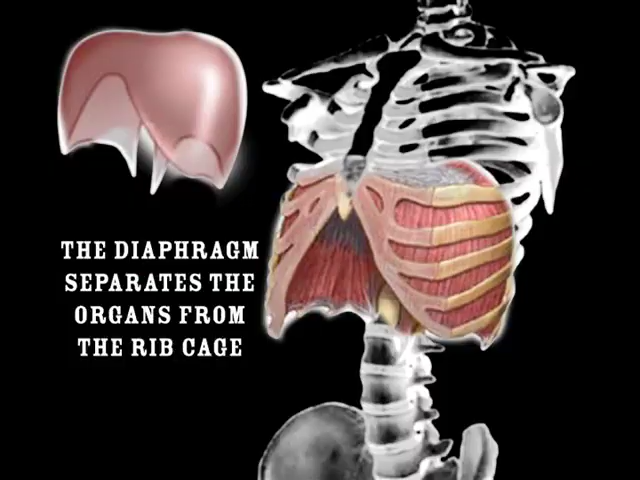 THE DIAPHRAGM
SEPARATES THE
ORGANS FROM
THE RIB CAGE